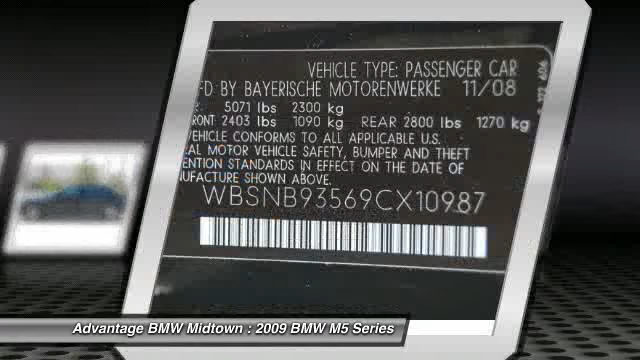 VEHICLE TYPE: PASSENGER CAR
FD BY BAYERISCHE MOTORENWERKE 11/08
R: 5071 lbs 2300 kg
RONT 2403 lbs 1090 kg REAR 2800 lbs 1270 kg
VEHICLE CONFORMS TO ALL APPLICABLE U.S.
AL MOTOR VEHICLE SAFETY, BUMPER AND THEFT
ENTION STANDARDS IN EFFECT ON THE DATE OF
UFACTURE SHOWN ABOVE.
WBSNB93569CX10987
Advantage BMW Midtown : 2009 BMW M5 Series